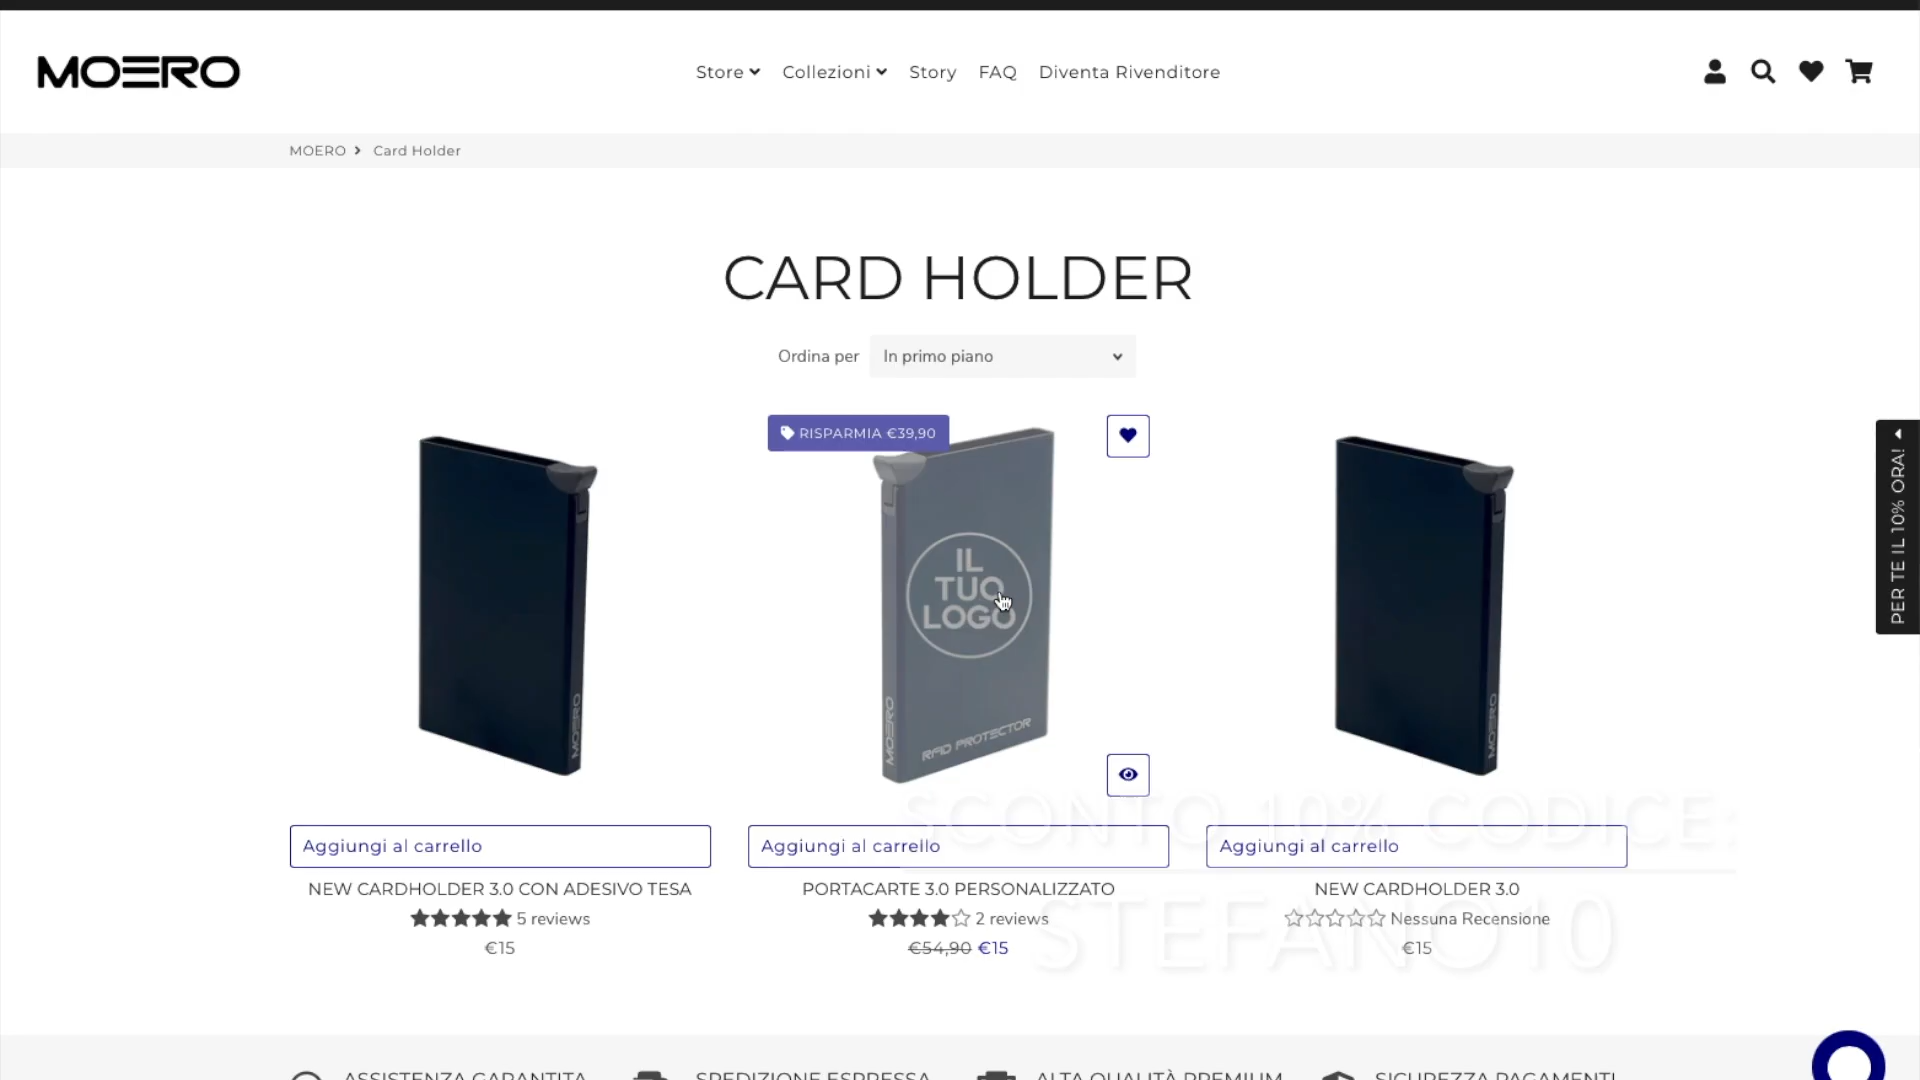 MOERO
Store Collezioni Story FAQ Diventa Rivenditore
MOERO Card Holder
CARD HOLDER
Ordina per In primo piano
RISPARMIA €39,90
IL
TUO
LOGO
MOERO
MOERO
RFID PROTECTOR
MOERO
PER TE IL 10% ORA!
SCONTO 10% CODICE:
STEFANO10
Aggiungi al carrello
Aggiungi al carrello
Aggiungi al carrello
NEW CARDHOLDER 3.0 CON ADESIVO TESA
5 reviews
€15
PORTACARTE 3.0 PERSONALIZZATO
2 reviews
€54,90 €15
NEW CARDHOLDER 3.0
Nessuna Recensione
€15
ASSISTENZA GARANTITA
SPEDIZIONE ESPRESSA
ALTA QUALITÀ PREMIUM
SICUREZZA PAGAMENTI